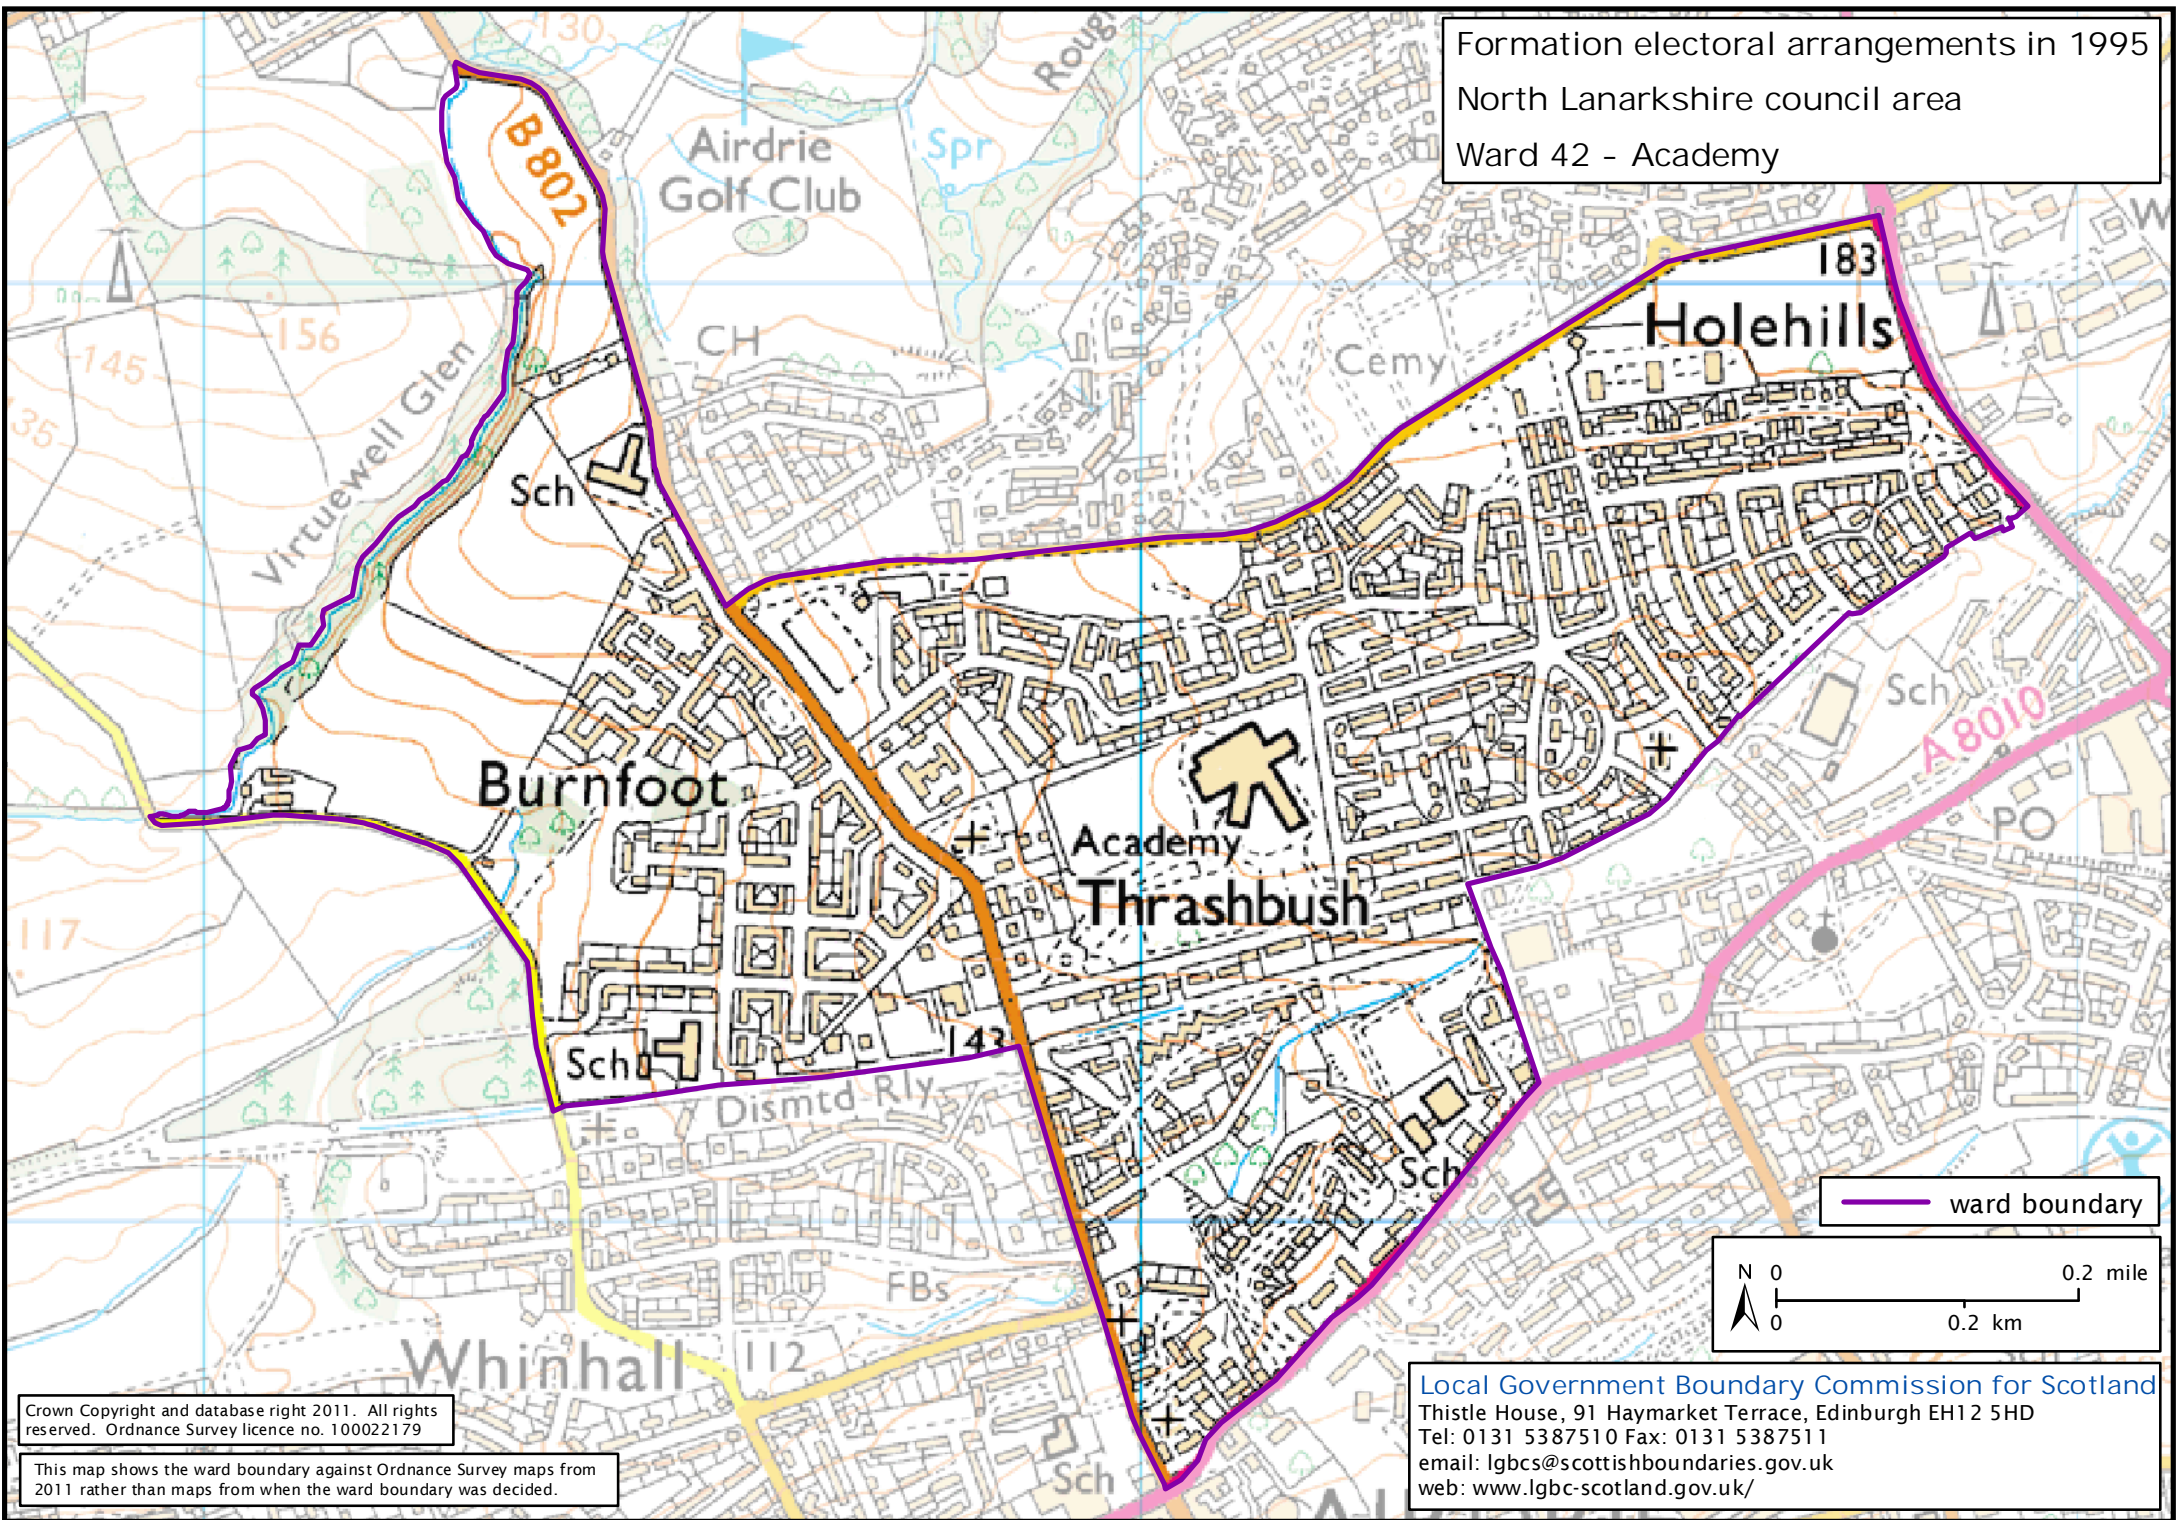 Formation electoral arrangements in 1995
North Lanarkshire council area
Ward 42 - Academy
130
B 802
Airdrie
Golf Club
Spr
183
Holehills
156
145
CH
Cemy
Virtuewell Glen
35
Sch
Sch
A 8010
Burnfoot
PO
Academy
Thrashbush
117
143
Sch
Dismtd Rly
Sch
FBs
Whinhall
112
Sch
ward boundary
N 0 0.2 mile
0 0.2 km
Crown Copyright and database right 2011. All rights
reserved. Ordnance Survey licence no. 100022179
This map shows the ward boundary against Ordnance Survey maps from
2011 rather than maps from when the ward boundary was decided.
Local Government Boundary Commission for Scotland
Thistle House, 91 Haymarket Terrace, Edinburgh EH12 5HD
Tel: 0131 5387510 Fax: 0131 5387511
email: lgbcs@scottishboundaries.gov.uk
web: www.lgbc-scotland.gov.uk/